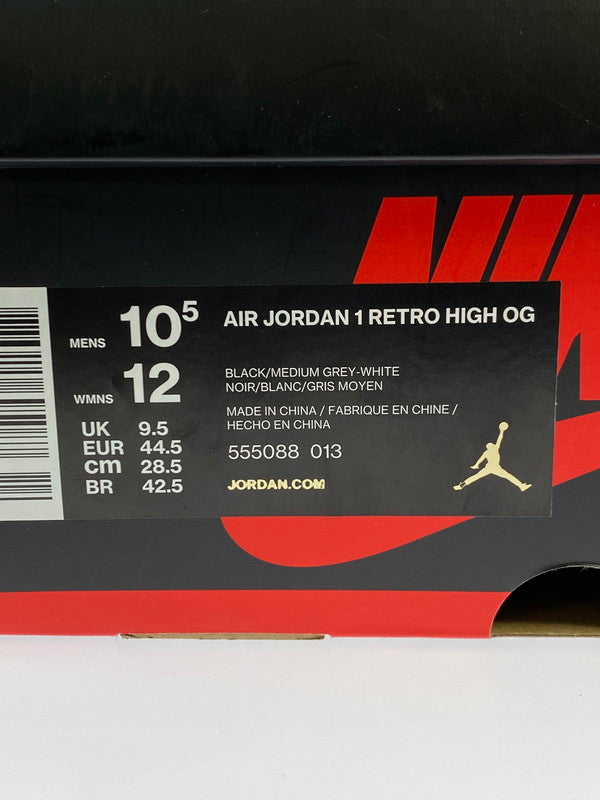 MENS 10⁵
WMNS 12
UK 9.5
EUR 44.5
cm 28.5
BR 42.5
AIR JORDAN 1 RETRO HIGH OG
BLACK/MEDIUM GREY-WHITE
NOIR/BLANC/GRIS MOYEN
MADE IN CHINA / FABRIQUE EN CHINE /
HECHO EN CHINA
555088 013
JORDAN.COM